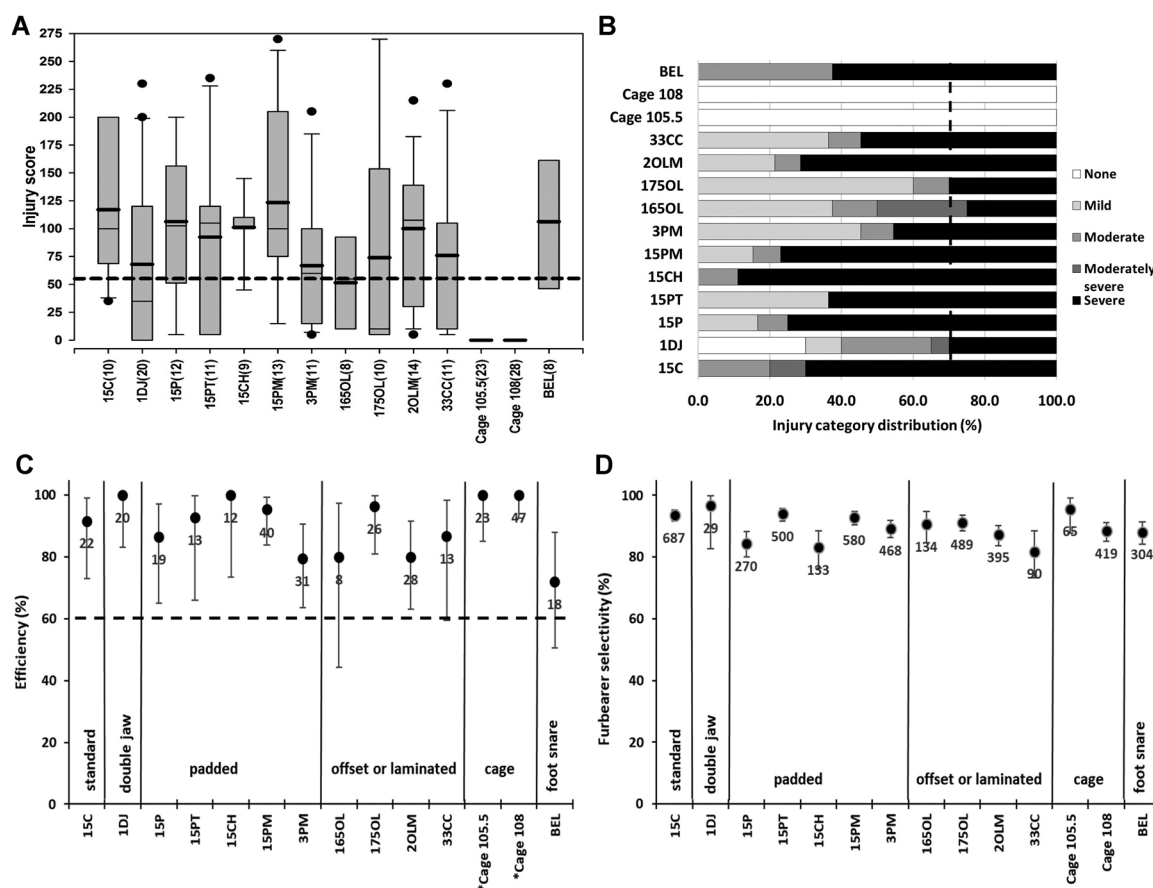 A
Injury score
275
250
225
200
175
150
125
100
75
50
25
0
15C(10)
1DJ(20)
15P(12)
15PT(11)
15CH(9)
15PM(13)
3PM(11)
165OL(8)
175OL(10)
2OLM(14)
33CC(11)
Cage 105.5(23)
Cage 108(28)
BEL(8)
B
BEL
Cage 108
Cage 105.5
33CC
2OLM
175OL
165OL
3PM
15PM
15CH
15PT
15P
1DJ
15C
0.0 20.0 40.0 60.0 80.0 100.0
Injury category distribution (%)
None
Mild
Moderate
Moderately
severe
Severe
C
Efficiency (%)
100
80
60
40
20
0
22
20
19
13
12
40
31
8
26
28
13
23
47
18
standard
double jaw
padded
offset or laminated
cage
foot snare
15C
1DJ
15P
15PT
15CH
15PM
3PM
165OL
175OL
2OLM
33CC
*Cage 105.5
*Cage 108
BEL
D
Furbearer selectivity (%)
100
80
60
40
20
0
687
29
270
500
133
580
468
134
489
395
90
65
419
304
standard
double jaw
padded
offset or laminated
cage
foot snare
15C
1DJ
15P
15PT
15CH
15PM
3PM
165OL
175OL
2OLM
33CC
Cage 105.5
Cage 108
BEL